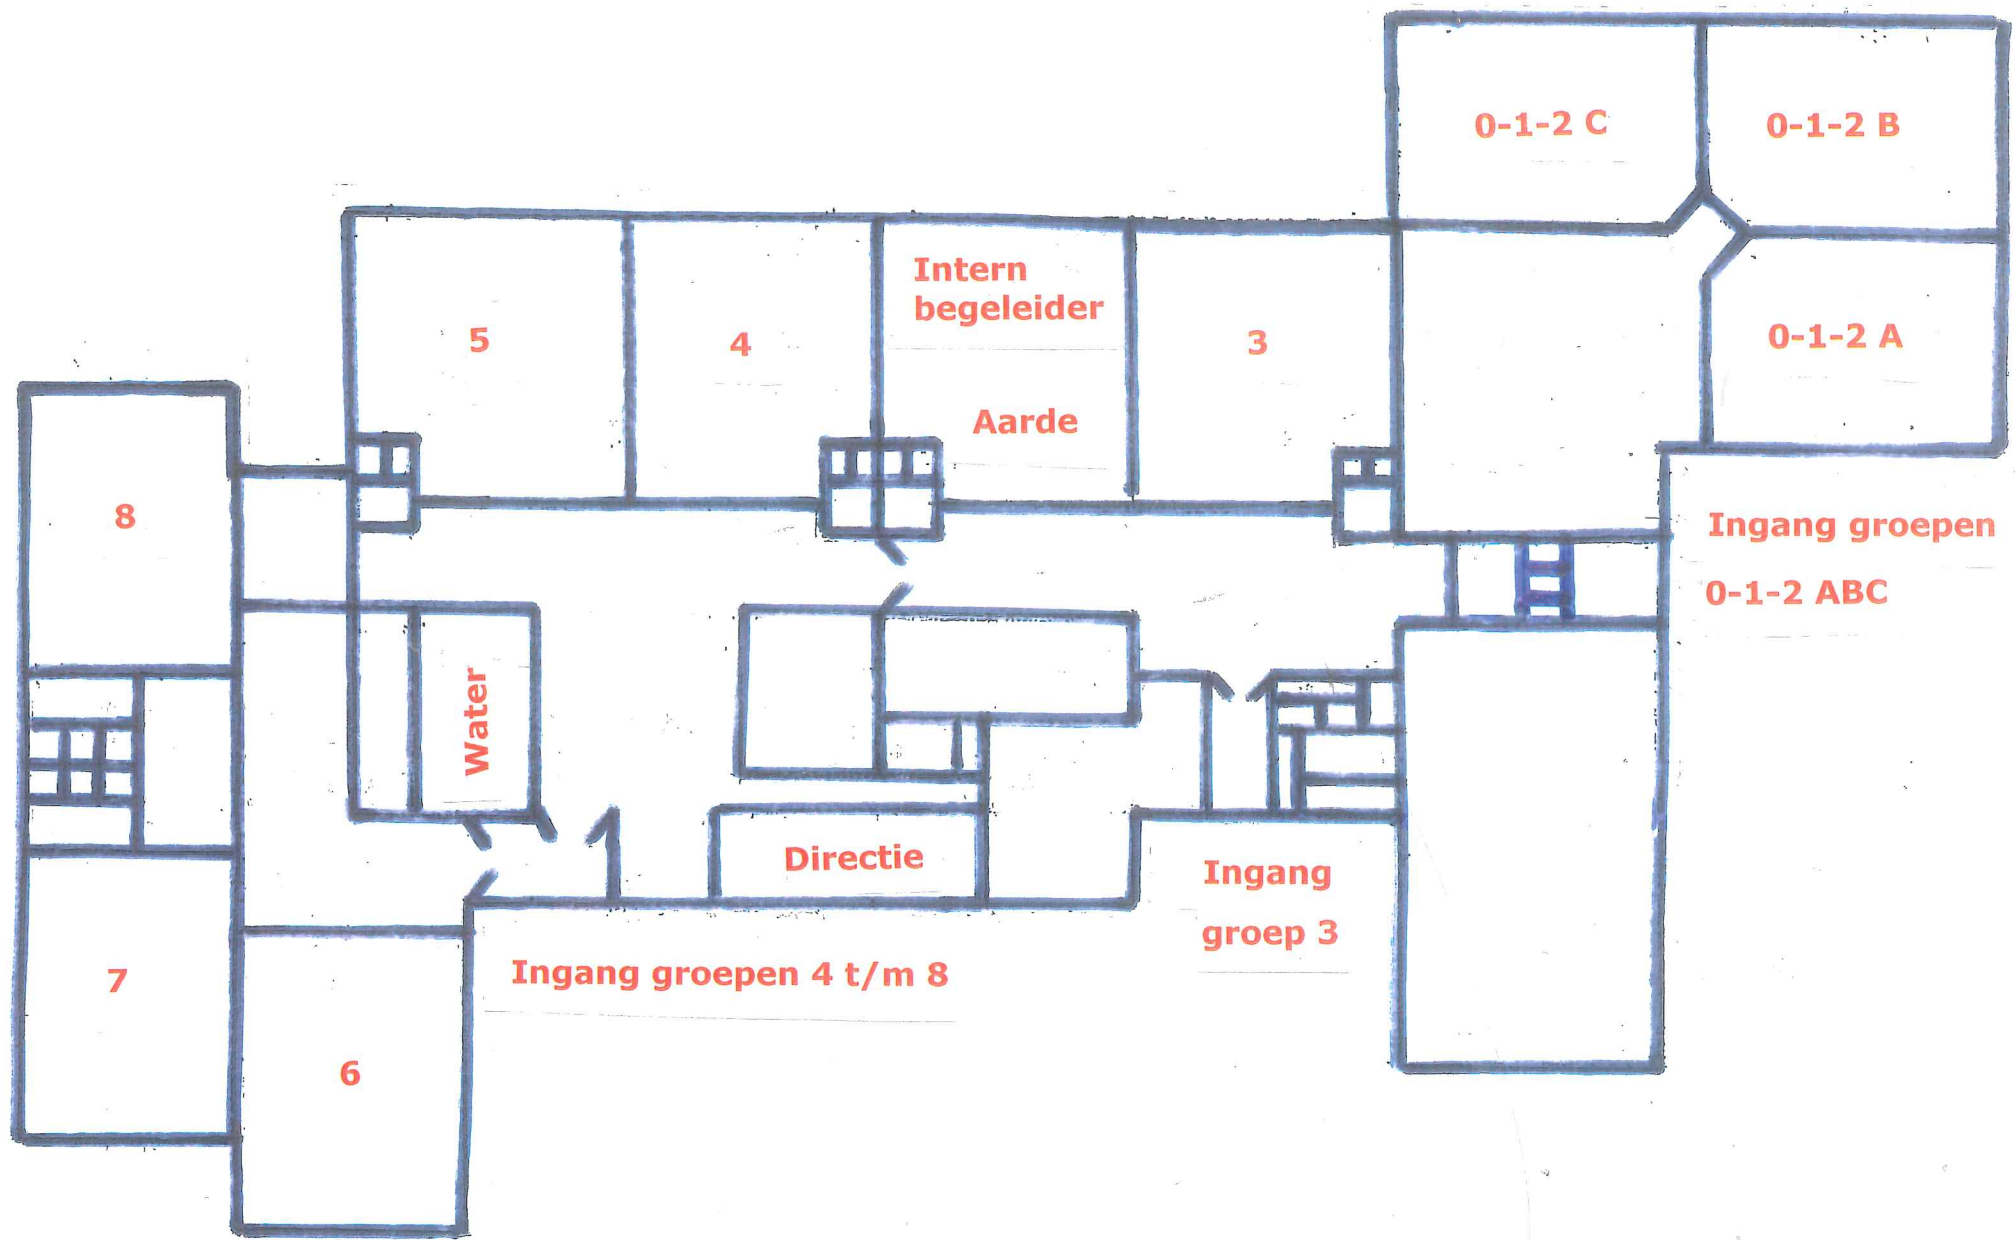 0-1-2 C
0-1-2 B
Intern
begeleider
5
4
3
0-1-2 A
Aarde
8
Ingang groepen
0-1-2 ABC
Water
Directie
Ingang
groep 3
7
Ingang groepen 4 t/m 8
6